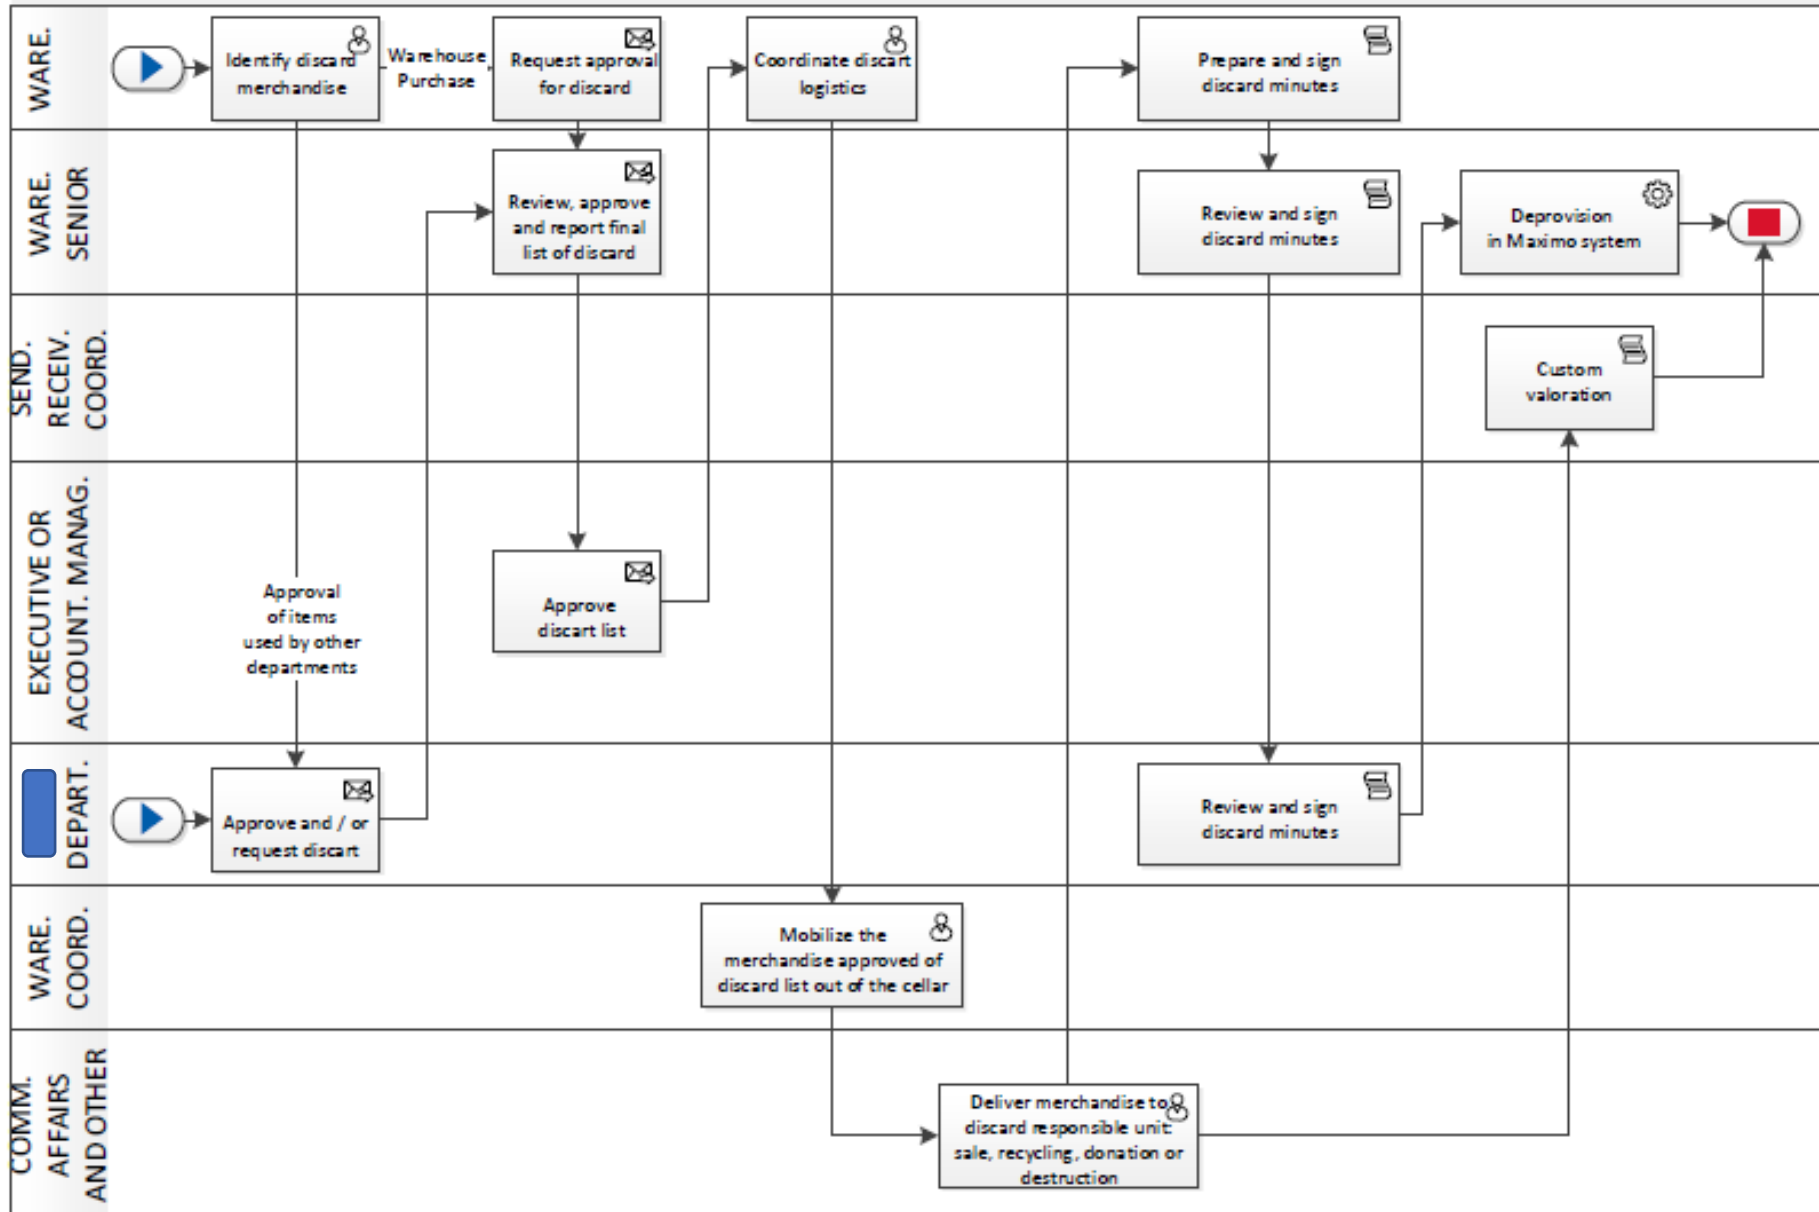 WARE.
Identify discard
merchandise
Warehouse
Purchase
Request approval
for discard
Coordinate discart
logistics
Prepare and sign
discard minutes
WARE.
SENIOR
Review, approve
and report final
list of discard
Review and sign
discard minutes
Deprovision
in Maximo system
SEND.
RECEIV.
COORD.
Custom
valoration
EXECUTIVE OR
ACOUNT. MANAG.
Approval
of items
used by other
departments
Approve
discart list
DEPART.
Approve and / or
request discart
Review and sign
discard minutes
WARE.
COORD.
Mobilize the
merchandise approved of
discard list out of the cellar
COMM.
AFFAIRS
AND OTHER
Deliver merchandise to
discard responsible unit:
sale, recycling, donation or
destruction